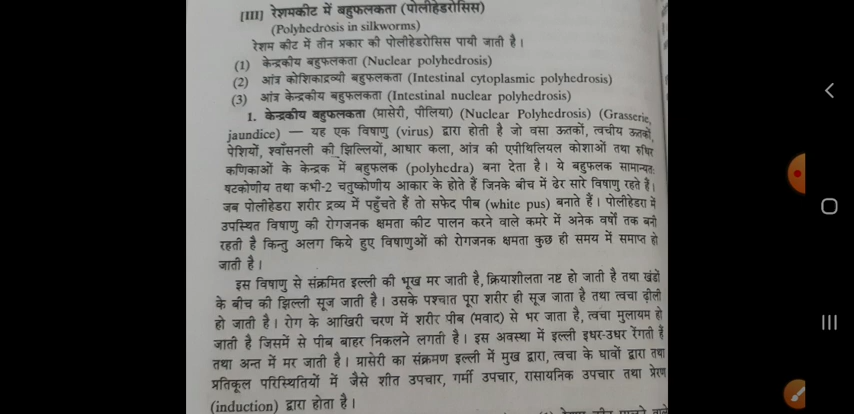 [III] रेशमकीट में बहुफलकता (पोलीहेडरोसिस)
(Polyhedrosis in silkworms)
रेशम कीट में तीन प्रकार की पोलीहेडरोसिस पायी जाती है।
(1) केन्द्रकीय बहुफलकता (Nuclear polyhedrosis)
(2) आंत्र कोशिकाद्रव्यी बहुफलकता (Intestinal cytoplasmic polyhedrosis)
(3) आंत्र केन्द्रकीय बहुफलकता (Intestinal nuclear polyhedrosis)
1. केन्द्रकीय बहुफलकता (ग्रासेरी, पीलिया) (Nuclear Polyhedrosis) (Grasserie,
jaundice) — यह एक विषाणु (virus) द्वारा होती है जो वसा ऊतकों, त्वचीय ऊतकों,
पेशियों, श्वाँसनली की झिल्लियों, आधार कला, आंत्र की एपीथिलियल कोशाओं तथा रुधिर
कणिकाओं के केन्द्रक में बहुफलक (polyhedra) बना देता है। ये बहुफलक सामान्यतः
षटकोणीय तथा कभी-2 चतुष्कोणीय आकार के होते हैं जिनके बीच में ढेर सारे विषाणु रहते हैं।
जब पोलीहेडरा शरीर द्रव्य में पहुँचते हैं तो सफेद पीब (white pus) बनाते हैं। पोलीहेडरा में
उपस्थित विषाणु की रोगजनक क्षमता कीट पालन करने वाले कमरे में अनेक वर्षों तक बनी
रहती है किन्तु अलग किये हुए विषाणुओं की रोगजनक क्षमता कुछ ही समय में समाप्त हो
जाती है।
इस विषाणु से संक्रमित इल्ली की भूख मर जाती है, क्रियाशीलता नष्ट हो जाती है तथा खंडों
के बीच की झिल्ली सूज जाती है। उसके पश्चात पूरा शरीर ही सूज जाता है तथा त्वचा ढ़ीली
हो जाती है। रोग के आखिरी चरण में शरीर पीब (मवाद) से भर जाता है, त्वचा मुलायम हो
जाती है जिसमें से पीब बाहर निकलने लगती है। इस अवस्था में इल्ली इधर-उधर रेंगती हैं
तथा अन्त में मर जाती है। ग्रासेरी का संक्रमण इल्ली में मुख द्वारा, त्वचा के घावों द्वारा तथा
प्रतिकूल परिस्थितियों में जैसे शीत उपचार, गर्मी उपचार, रासायनिक उपचार तथा प्रेरण
(induction) द्वारा होता है।